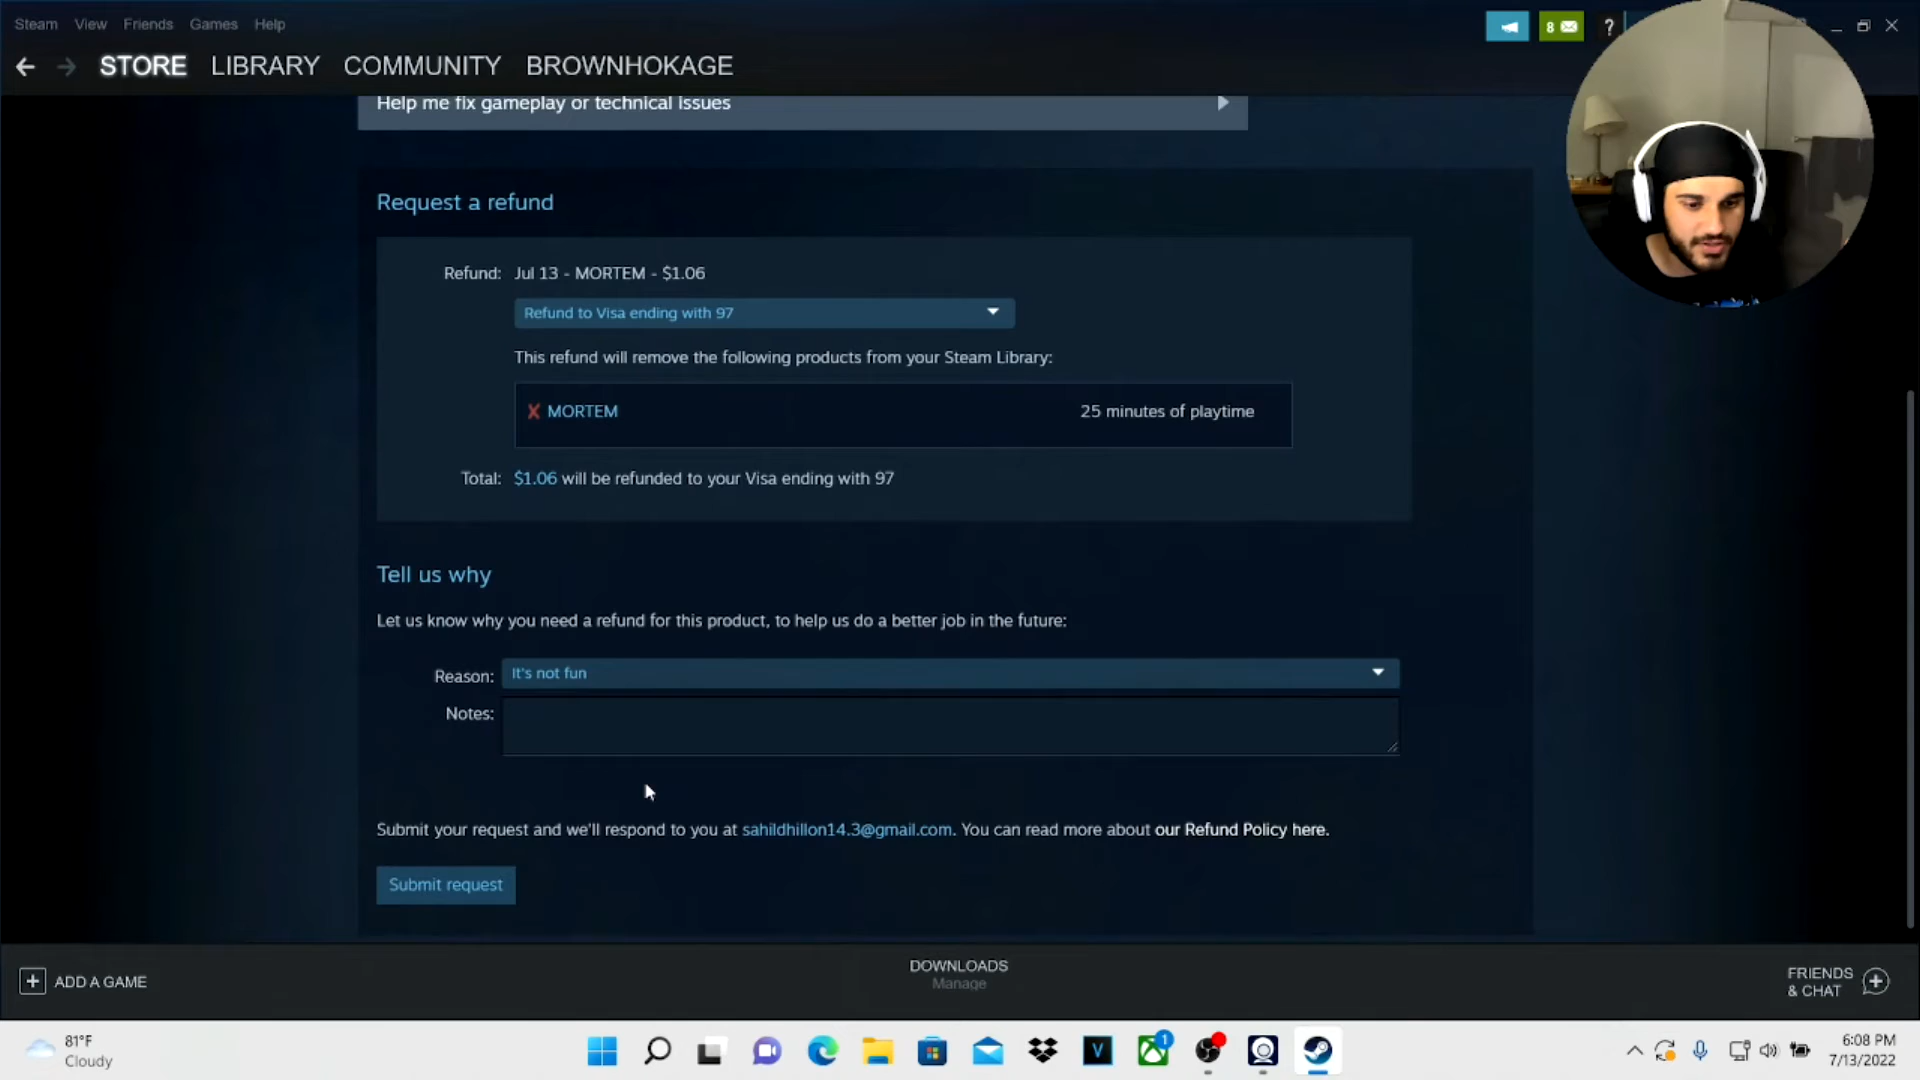 Steam View Friends Games Help
8 ?
STORE LIBRARY COMMUNITY BROWNHOKAGE
Help me fix gameplay or technical issues
Request a refund
Refund: Jul 13 - MORTEM - $1.06
Refund to Visa ending with 97
This refund will remove the following products from your Steam Library:
X MORTEM 25 minutes of playtime
Total: $1.06 will be refunded to your Visa ending with 97
Tell us why
Let us know why you need a refund for this product, to help us do a better job in the future:
Reason: It's not fun
Notes:
Submit your request and we'll respond to you at sahildhillon14.3@gmail.com. You can read more about our Refund Policy here.
Submit request
+ ADD A GAME
DOWNLOADS
Manage
FRIENDS
& CHAT
81°F
Cloudy
V
1
6:08 PM
7/13/2022